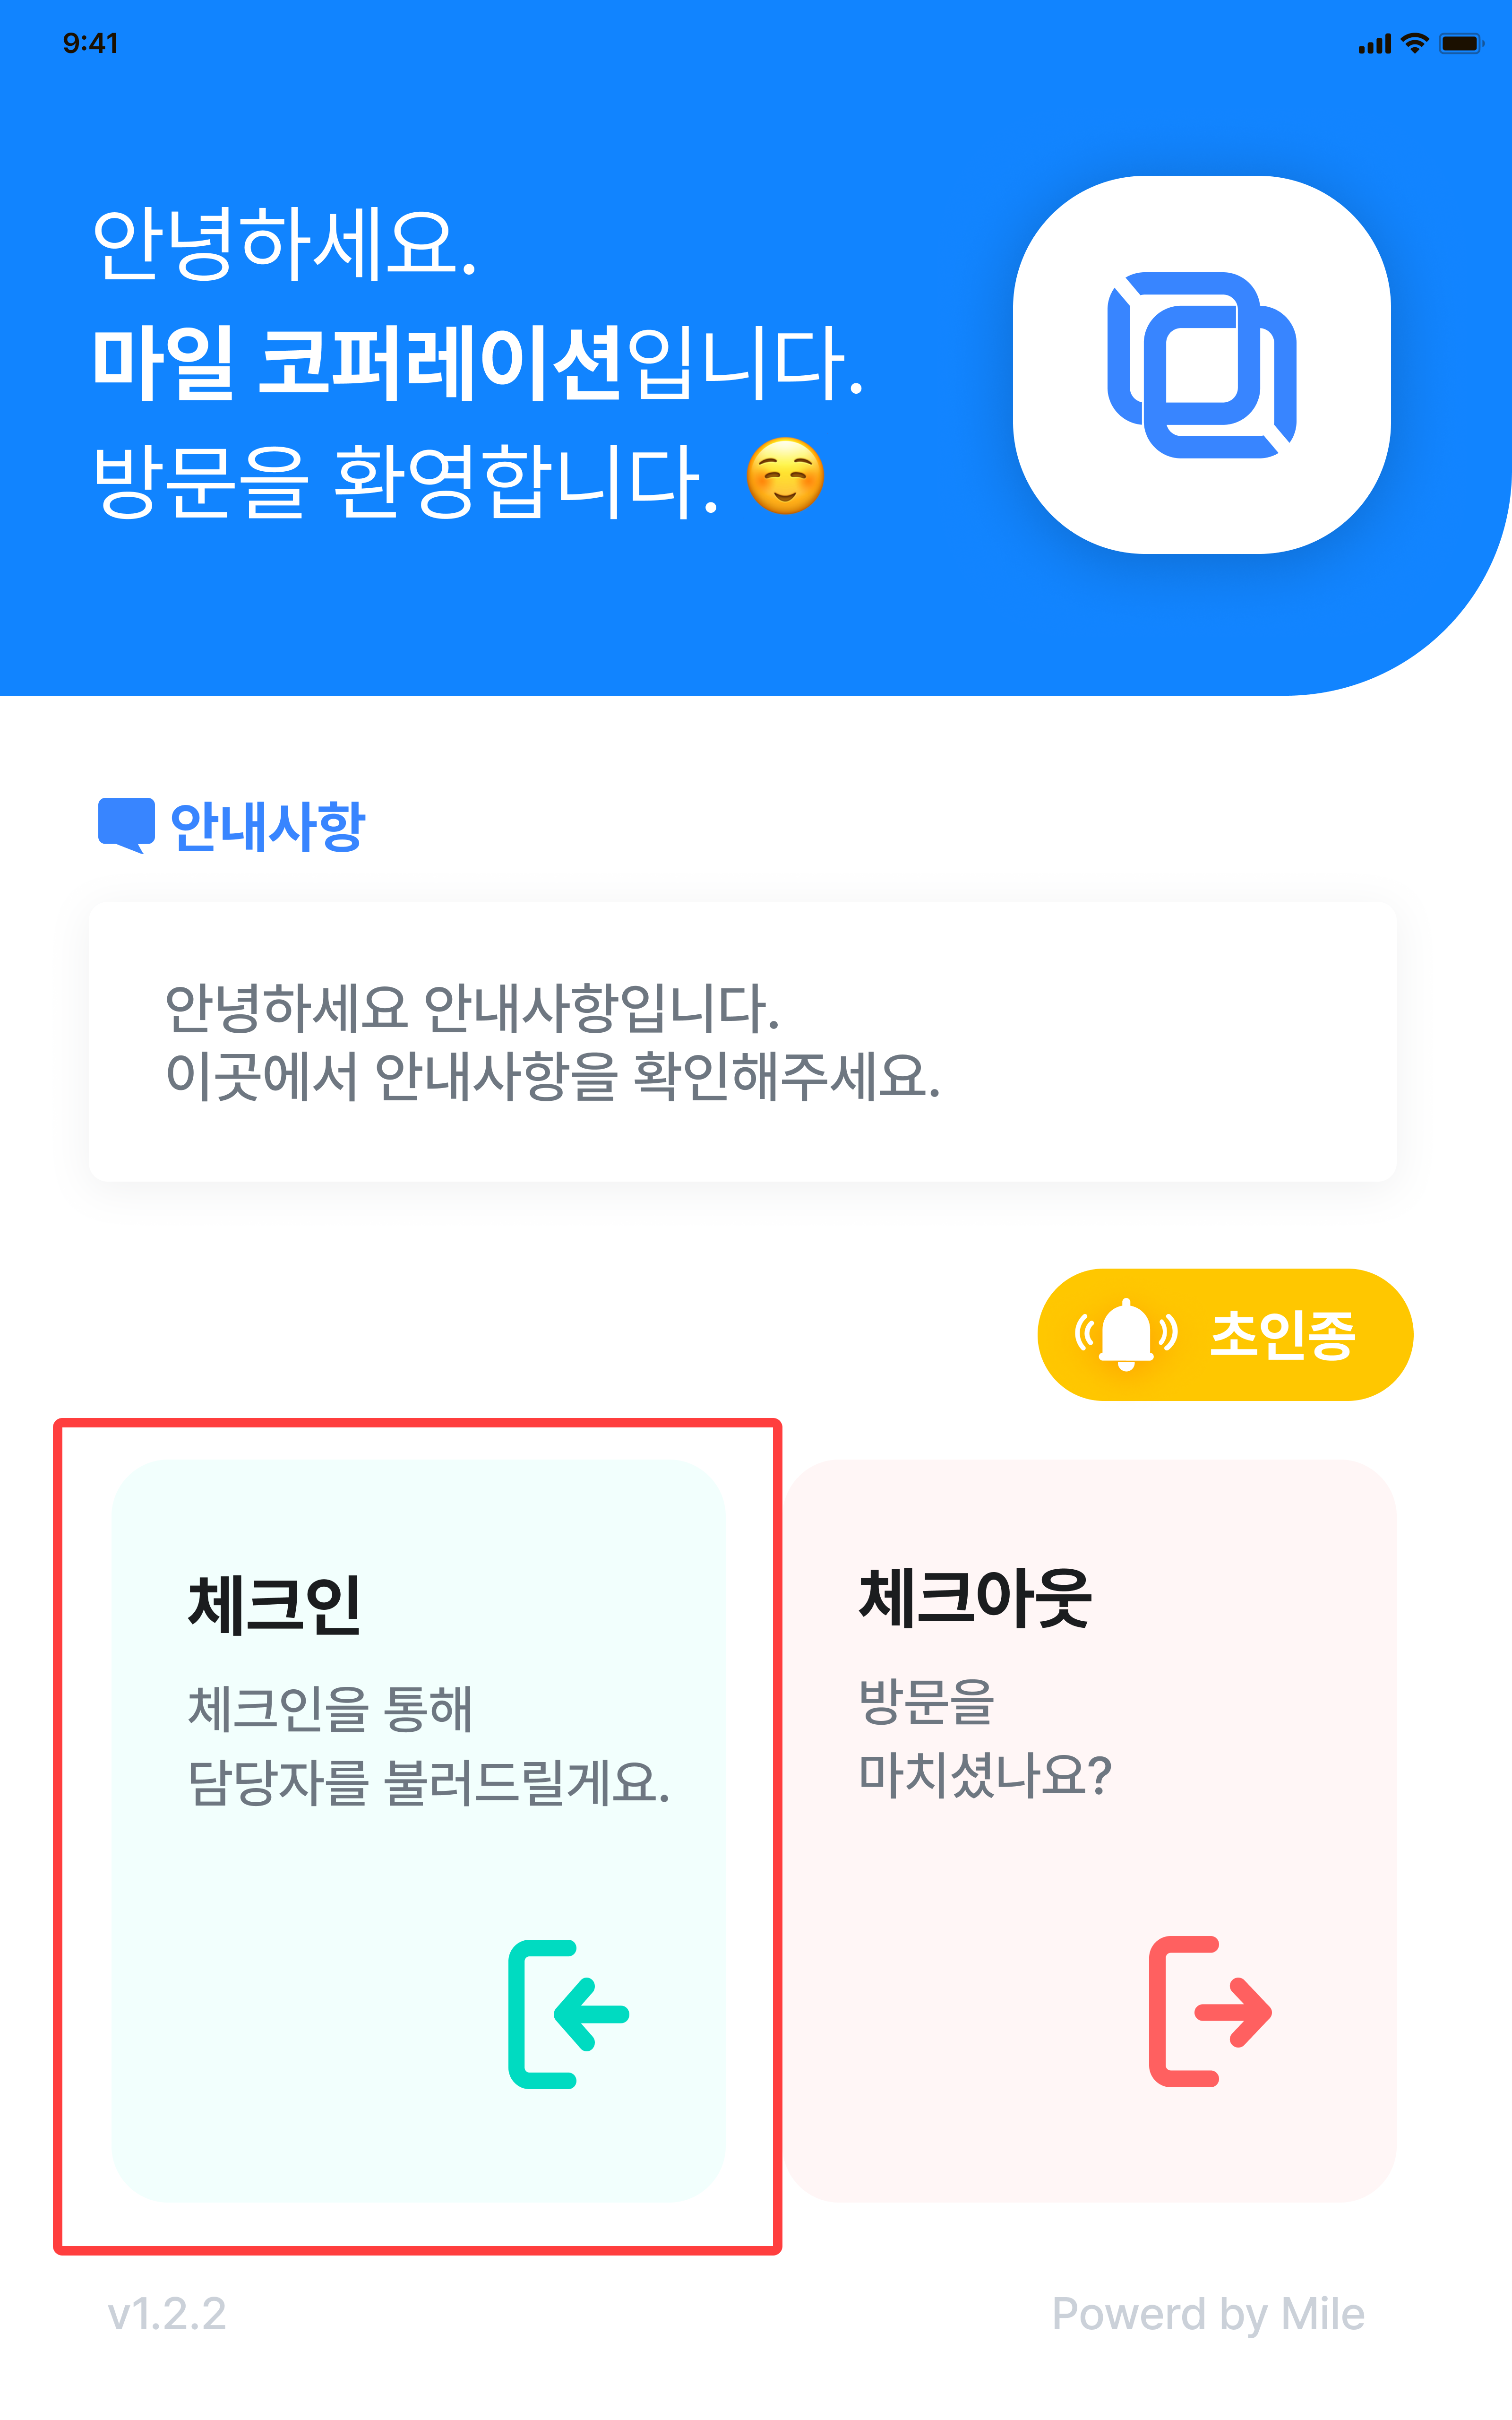 9:41
안녕하세요.
마일 코퍼레이션입니다.
방문을 환영합니다. ☺️
안내사항
안녕하세요 안내사항입니다.
이곳에서 안내사항을 확인해주세요.
초인종
체크인
체크인을 통해
담당자를 불러드릴게요.
체크아웃
방문을
마치셨나요?
v1.2.2
Powerd by Mile